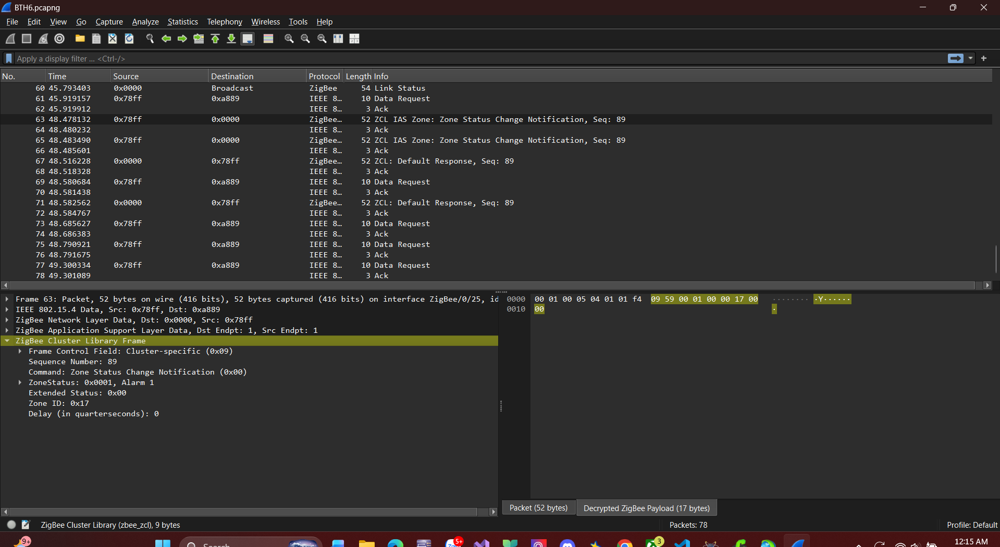 BTH6.pcapng
File Edit View Go Capture Analyze Statistics Telephony Wireless Tools Help
Apply a display filter ... <Ctrl-/>
No. Time Source Destination Protocol Length Info
60 45.793403 0x0000 Broadcast ZigBee 54 Link Status
61 45.919157 0x78ff 0xa889 IEEE 8… 10 Data Request
62 45.919912 IEEE 8… 3 Ack
63 48.478132 0x78ff 0x0000 ZigBee… 52 ZCL IAS Zone: Zone Status Change Notification, Seq: 89
64 48.480232 IEEE 8… 3 Ack
65 48.483490 0x78ff 0x0000 ZigBee… 52 ZCL IAS Zone: Zone Status Change Notification, Seq: 89
66 48.485601 IEEE 8… 3 Ack
67 48.516228 0x0000 0x78ff ZigBee… 52 ZCL: Default Response, Seq: 89
68 48.518328 IEEE 8… 3 Ack
69 48.580684 0x78ff 0xa889 IEEE 8… 10 Data Request
70 48.581438 IEEE 8… 3 Ack
71 48.582562 0x0000 0x78ff ZigBee… 52 ZCL: Default Response, Seq: 89
72 48.584767 IEEE 8… 3 Ack
73 48.685627 0x78ff 0xa889 IEEE 8… 10 Data Request
74 48.686383 IEEE 8… 3 Ack
75 48.790921 0x78ff 0xa889 IEEE 8… 10 Data Request
76 48.791675 IEEE 8… 3 Ack
77 49.300334 0x78ff 0xa889 IEEE 8… 10 Data Request
78 49.301089 IEEE 8… 3 Ack
Frame 63: Packet, 52 bytes on wire (416 bits), 52 bytes captured (416 bits) on interface ZigBee/0/25, id
IEEE 802.15.4 Data, Src: 0x78ff, Dst: 0xa889
ZigBee Network Layer Data, Dst: 0x0000, Src: 0x78ff
ZigBee Application Support Layer Data, Dst Endpt: 1, Src Endpt: 1
ZigBee Cluster Library Frame
Frame Control Field: Cluster-specific (0x09)
Sequence Number: 89
Command: Zone Status Change Notification (0x00)
ZoneStatus: 0x0001, Alarm 1
Extended Status: 0x00
Zone ID: 0x17
Delay (in quarterseconds): 0
0000 00 01 00 05 04 01 01 f4 09 59 00 01 00 00 17 00 ········ ·Y······
0010 00 ·
Packet (52 bytes) Decrypted ZigBee Payload (17 bytes)
ZigBee Cluster Library (zbee_zcl), 9 bytes Packets: 78 Profile: Default
9+ Search 5+ 3 12:15 AM